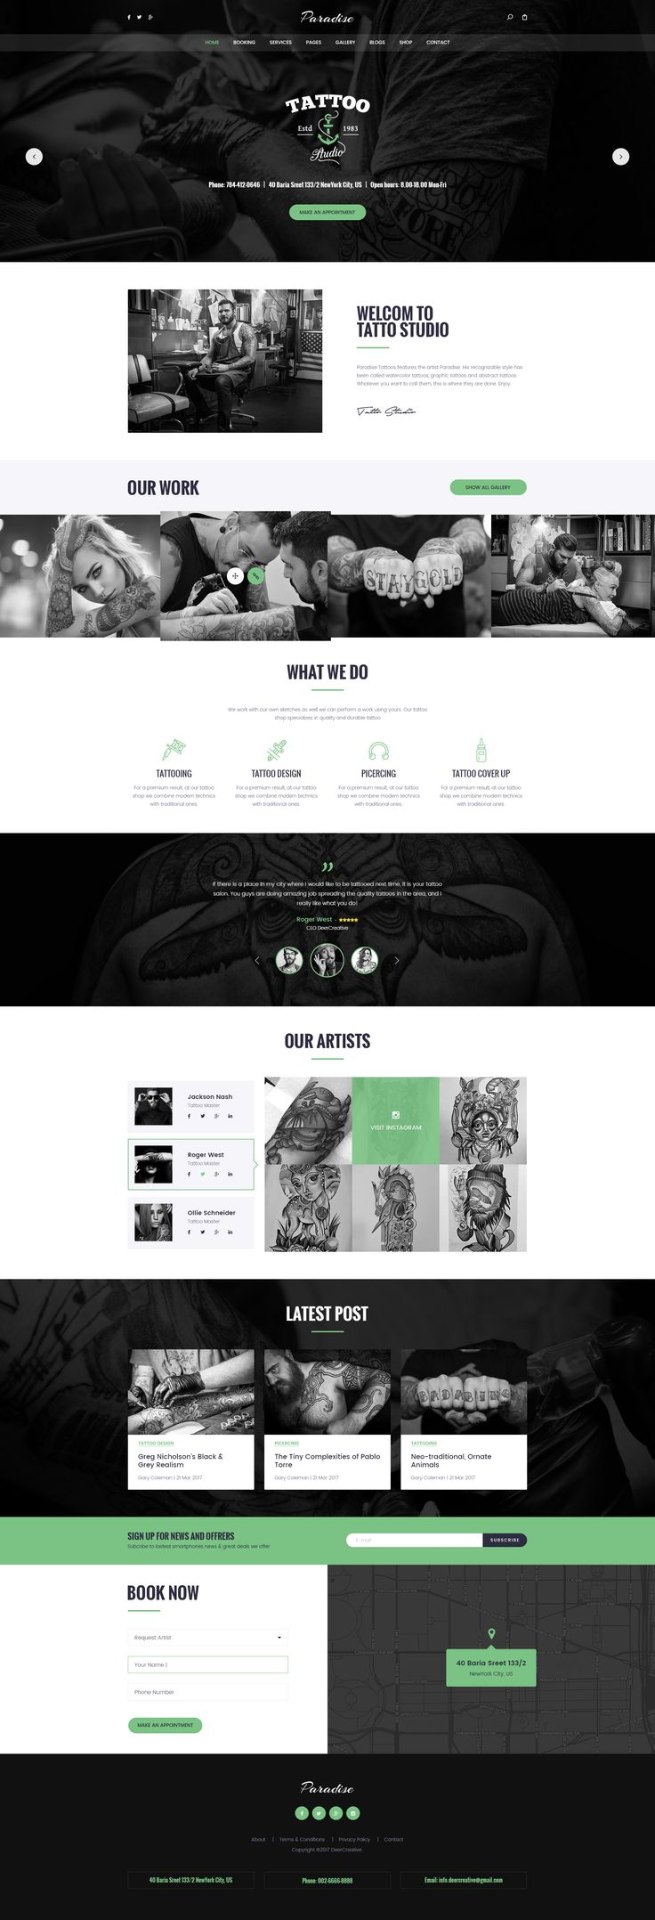 Paradise
HOME BOOKING SERVICES PAGES GALLERY BLOGS SHOP CONTACT
TATTOO
Estd 1983
Studio
Phone: 784-412-0646 | 40 Baria Sreet 133/2 NewYork City, US | Open hours: 8.00-18.00 Mon-Fri
MAKE AN APPOINTMENT
WELCOM TO
TATTO STUDIO
Paradise Tattoos features the artist Paradise. His recognizable style has
been called watercolor tattoos, graphic tattoos and abstract tattoos.
Whatever you want to call them, this is where they are done. Enjoy.
Tatto Studio
OUR WORK
SHOW ALL GALLERY
STAY GOLD
WHAT WE DO
We work with our own sketches as well we can perform a work using yours. Our tattoo
shop specializes in quality and durable tattoo
TATTOOING
TATTOO DESIGN
PICERCING
TATTOO COVER UP
For a premium result, at our tattoo
shop we combine modern technics
with traditional ones.
For a premium result, at our tattoo
shop we combine modern technics
with traditional ones.
For a premium result, at our tattoo
shop we combine modern technics
with traditional ones.
For a premium result, at our tattoo
shop we combine modern technics
with traditional ones.
If there is a place in my city where I would like to be tattooed next time, it is your tattoo
salon. You guys are doing amazing job spreading the quality tattoos in the area, and I
really like what you do!
Roger West -
CEO DeerCreative
OUR ARTISTS
Jackson Nash
Tattoo Master
Roger West
Tattoo Master
Ollie Schneider
Tattoo Master
VISIT INSTAGRAM
LATEST POST
TATTOO DESIGN
Greg Nicholson's Black &
Grey Realism
Gary Coleman | 21 Mar 2017
PICERCING
The Tiny Complexities of Pablo
Torre
Gary Coleman | 21 Mar 2017
TATTOOING
Neo-traditional, Ornate
Animals
Gary Coleman | 21 Mar 2017
SIGN UP FOR NEWS AND OFFRERS
Subcribe to lastest smartphones news & great deals we offer
E-mail
SUBSCRIBE
BOOK NOW
Request Artist
Your Name |
Phone Number
MAKE AN APPOINTMENT
40 Baria Sreet 133/2
NewYork City, US
Paradise
About | Terms & Conditions | Privacy Policy | Contact
Copyright ©2017 DeerCreative
40 Baria Sreet 133/2 NewYork City, US
Phone: 002-6666-8888
Email: info.deercreative@gmail.com